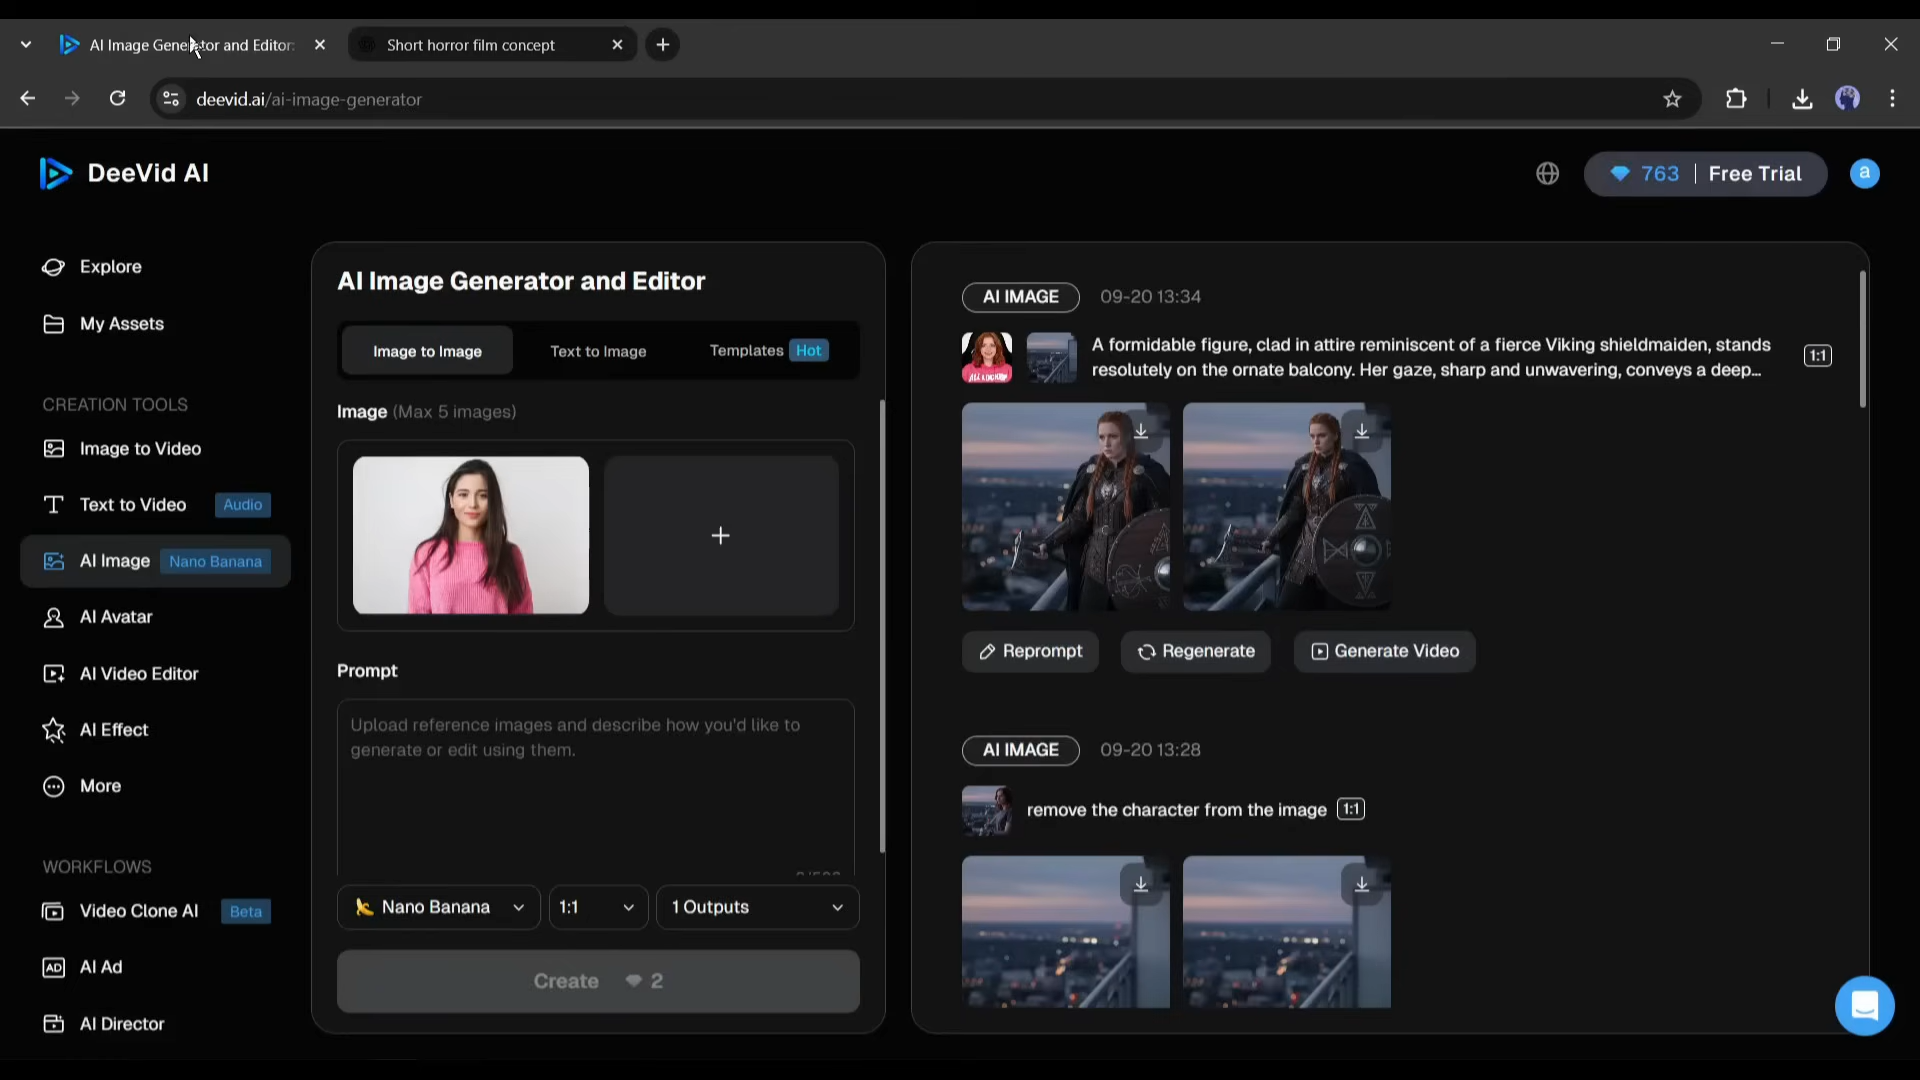 AI Image Generator and Editor:
Short horror film concept
deevid.ai/ai-image-generator
DeeVid AI
763 | Free Trial
a
Explore
My Assets
CREATION TOOLS
Image to Video
Text to Video Audio
AI Image Nano Banana
AI Avatar
AI Video Editor
AI Effect
More
WORKFLOWS
Video Clone AI Beta
AD AI Ad
AI Director
AI Image Generator and Editor
Image to Image
Text to Image
Templates Hot
Image (Max 5 images)
Prompt
Upload reference images and describe how you'd like to
generate or edit using them.
Nano Banana
1:1
1 Outputs
Create 2
AI IMAGE 09-20 13:34
A formidable figure, clad in attire reminiscent of a fierce Viking shieldmaiden, stands
resolutely on the ornate balcony. Her gaze, sharp and unwavering, conveys a deep...
1:1
Reprompt
Regenerate
Generate Video
AI IMAGE 09-20 13:28
remove the character from the image 1:1